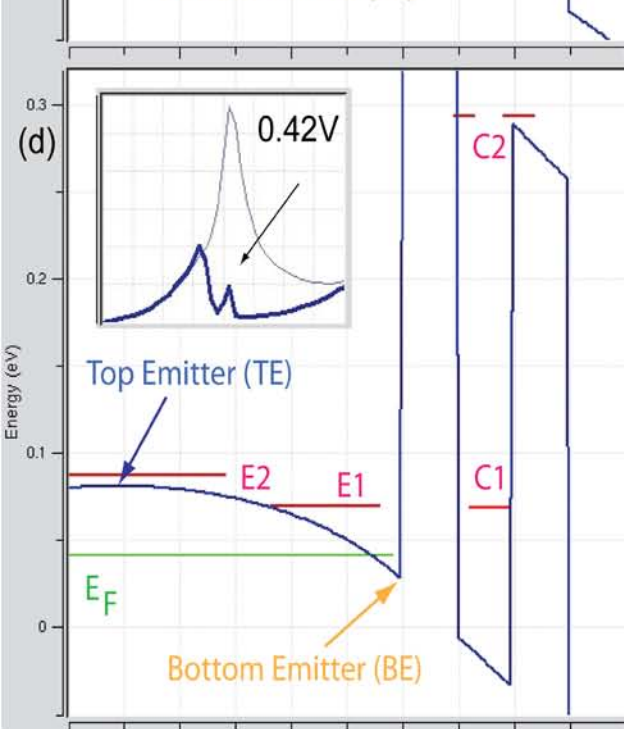 0.3
(d)
0.42V
C2
0.2
Energy (eV)
Top Emitter (TE)
0.1
E2
E1
C1
E F
0
Bottom Emitter (BE)